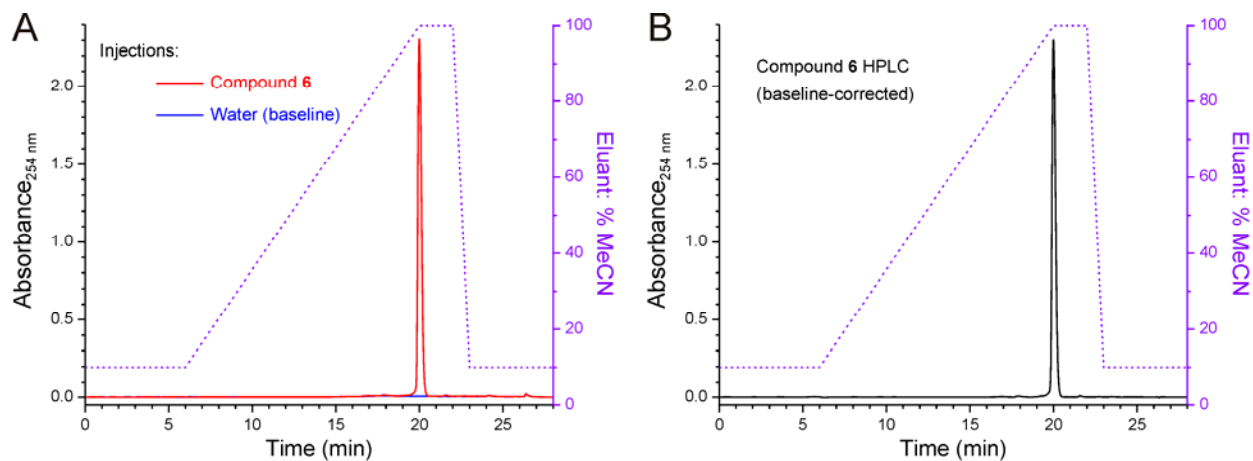 A
Injections:
Compound 6
Water (baseline)
Absorbance254 nm
2.0
1.5
1.0
0.5
0.0
0
5
10
15
20
25
Time (min)
100
80
60
40
20
10
0
Eluant: % MeCN
B
Compound 6 HPLC
(baseline-corrected)
Absorbance254 nm
2.0
1.5
1.0
0.5
0.0
0
5
10
15
20
25
Time (min)
100
80
60
40
20
10
0
Eluant: % MeCN